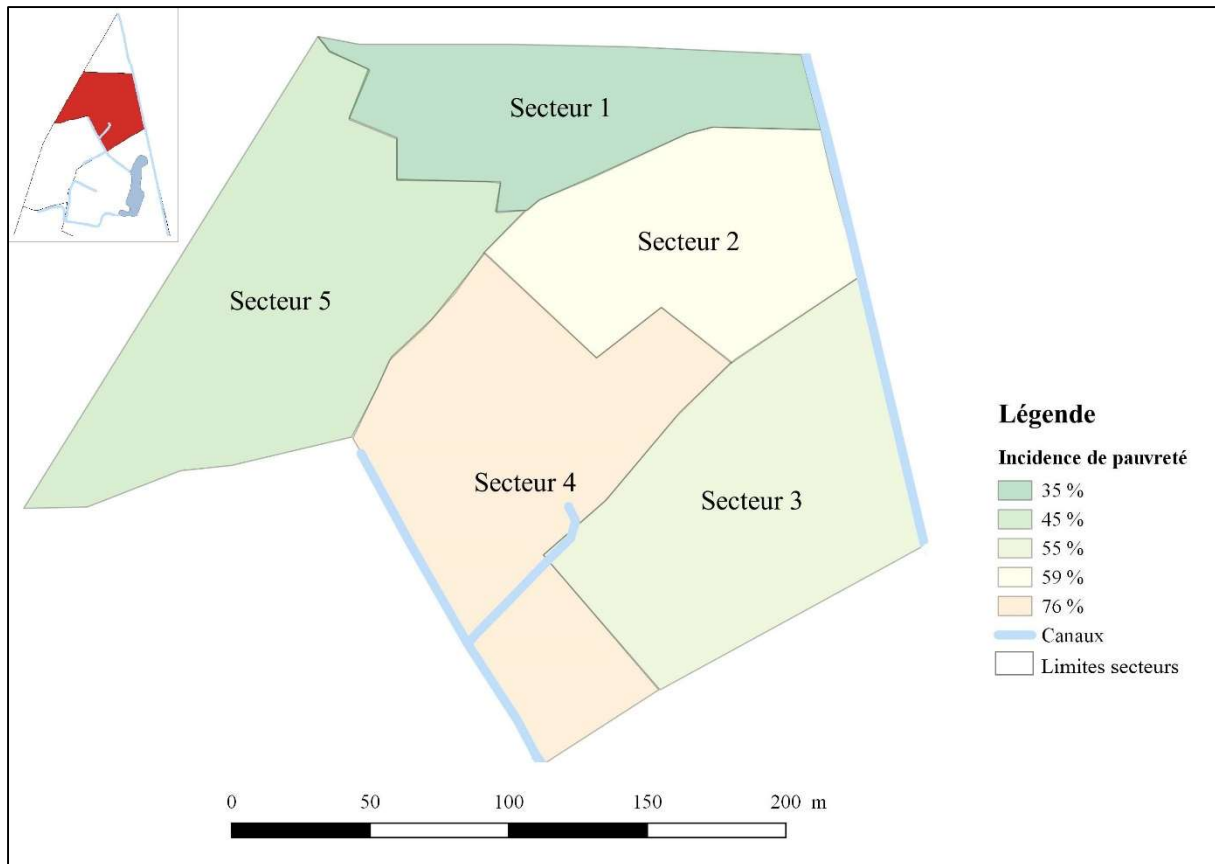 Secteur 1
Secteur 2
Secteur 5
Secteur 4
Secteur 3
Légende
Incidence de pauvreté
35 %
45 %
55 %
59 %
76 %
Canaux
Limites secteurs
0 50 100 150 200 m